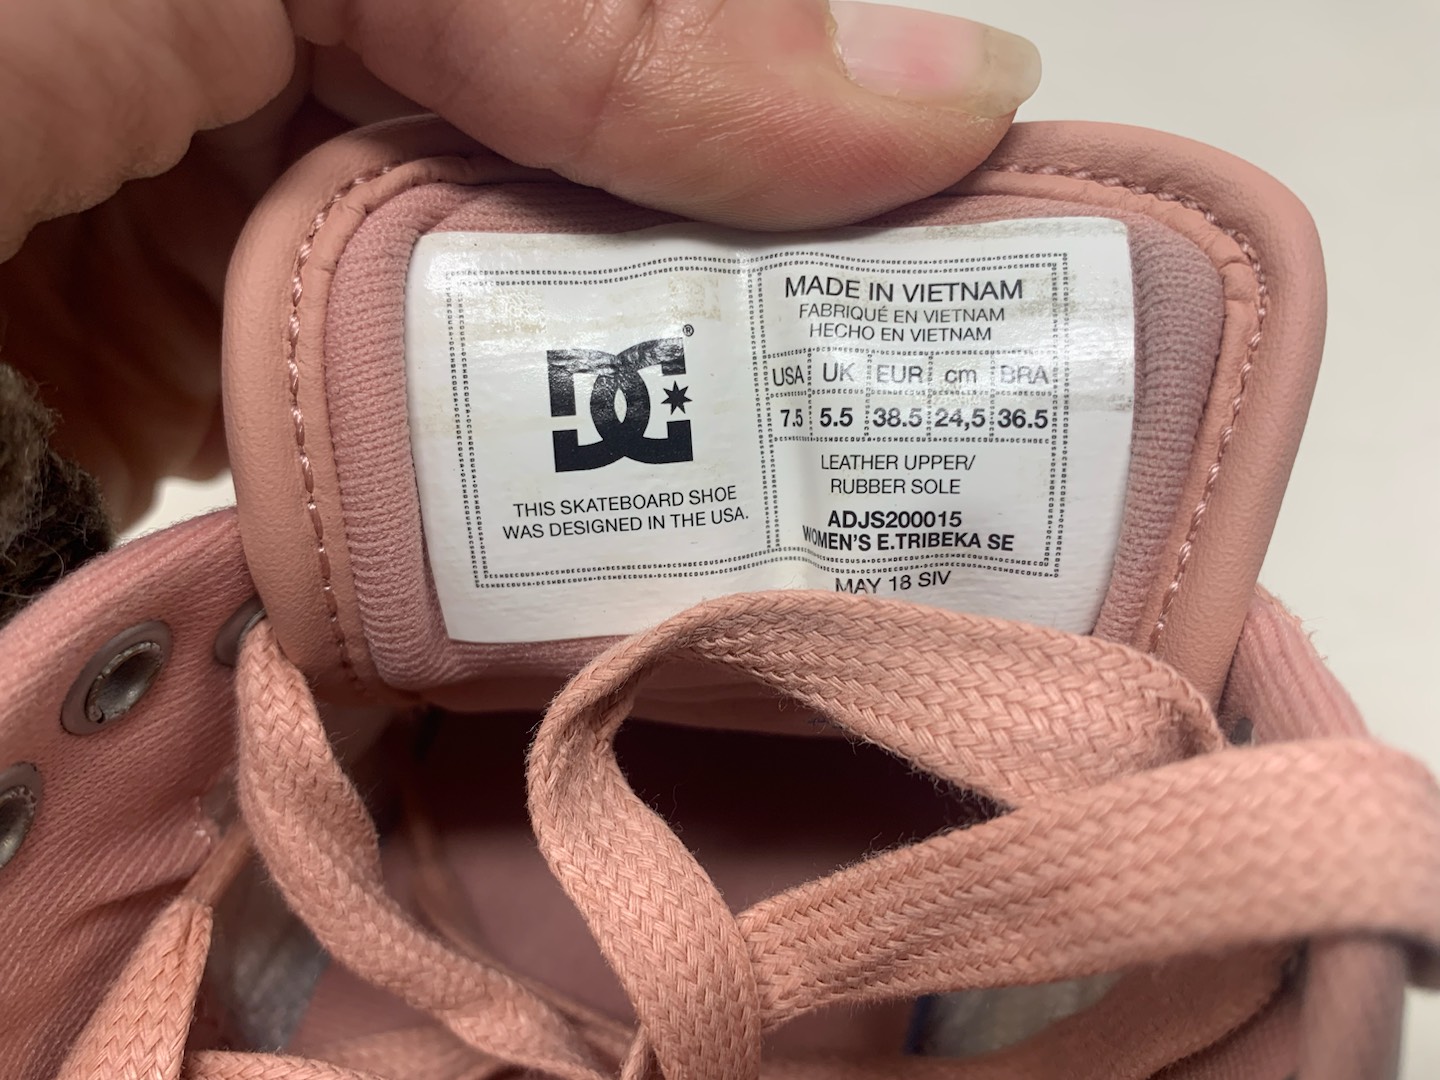 DC
®
THIS SKATEBOARD SHOE
WAS DESIGNED IN THE USA.
MADE IN VIETNAM
FABRIQUÉ EN VIETNAM
HECHO EN VIETNAM
USA UK EUR cm BRA
7.5 5.5 38.5 24,5 36.5
LEATHER UPPER/
RUBBER SOLE
ADJS200015
WOMEN'S E.TRIBEKA SE
MAY 18 SIV